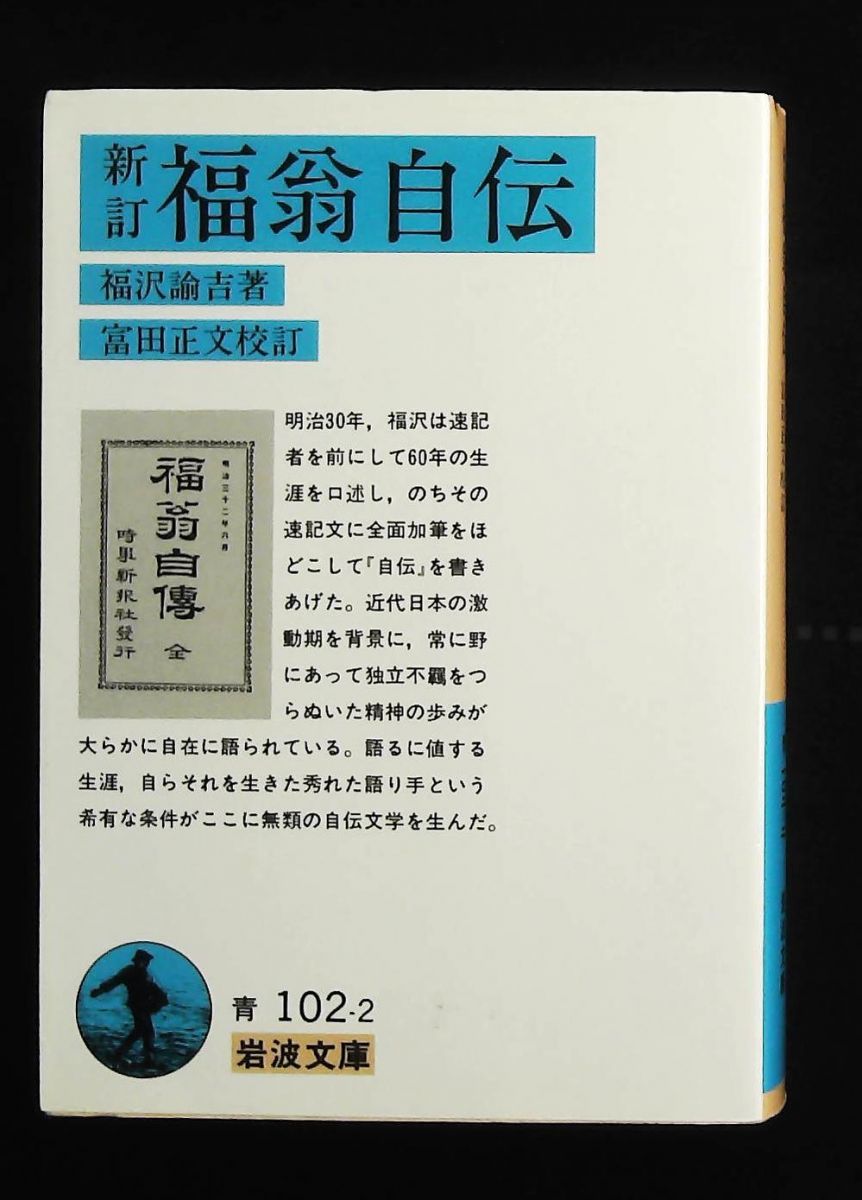 新訂 福翁自伝
福沢諭吉著
富田正文校訂
明治三十二年六月
福翁自傳 全
時事新報社發行
明治30年，福沢は速記
者を前にして60年の生
涯を口述し，のちその
速記文に全面加筆をほ
どこして『自伝』を書き
あげた。近代日本の激
動期を背景に，常に野
にあって独立不羈をつ
らぬいた精神の歩みが
大らかに自在に語られている。語るに値する
生涯，自らそれを生きた秀れた語り手という
希有な条件がここに無類の自伝文学を生んだ。
青 102-2
岩波文庫